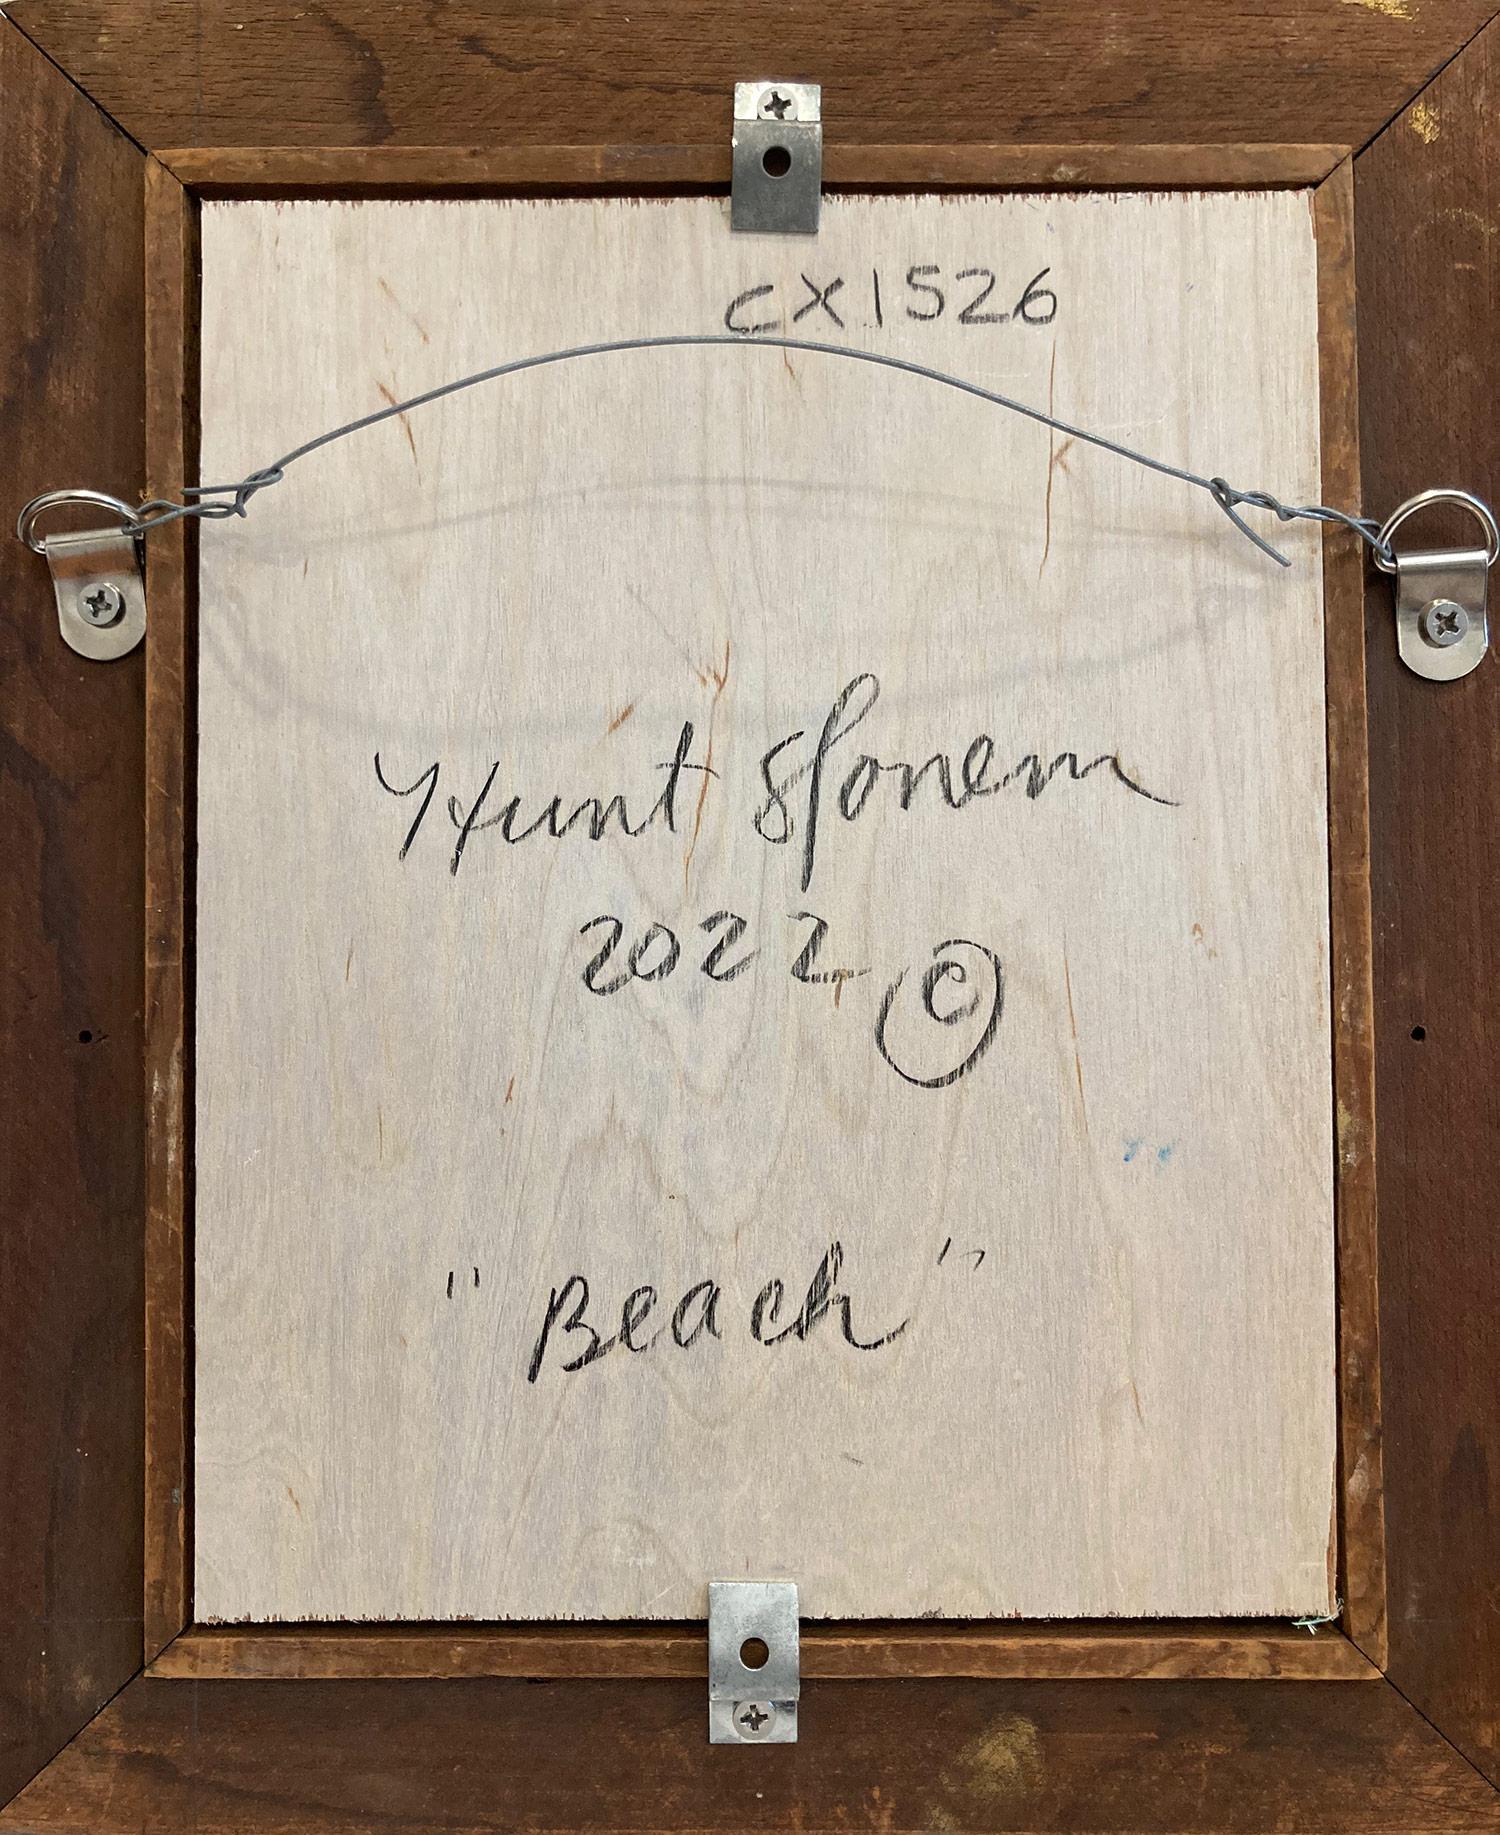 CX1526
Hunt Slonem
2022 ©
"Beach"